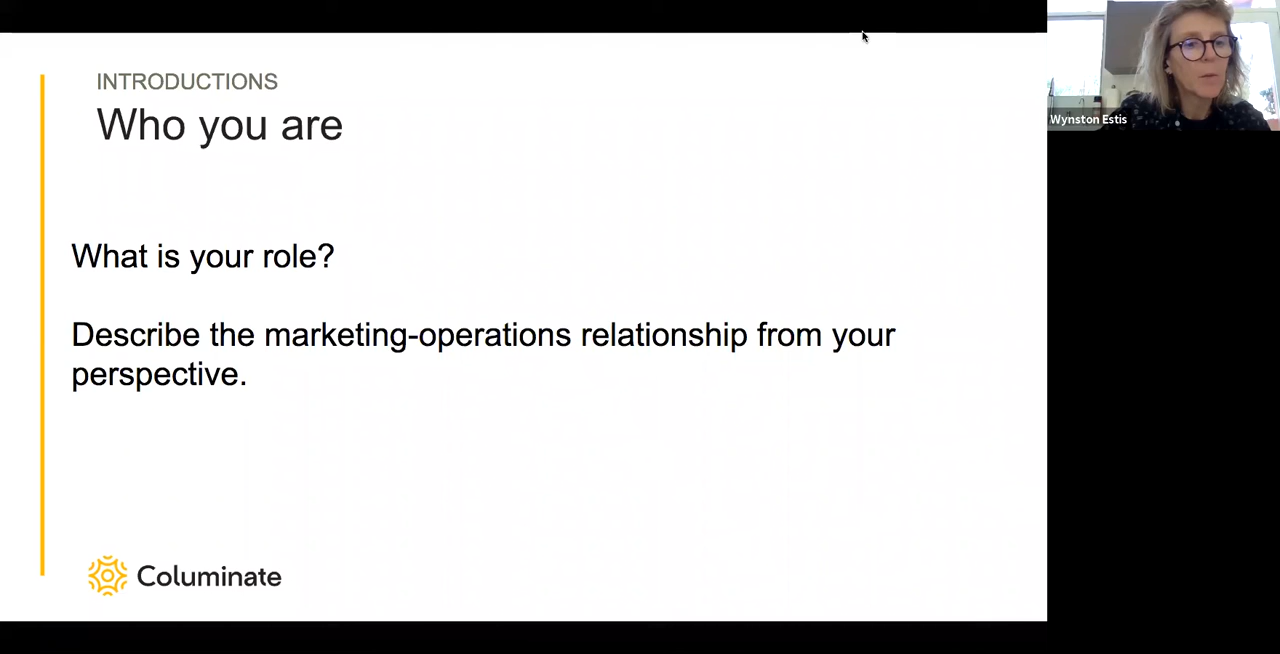 INTRODUCTIONS
Who you are
What is your role?
Describe the marketing-operations relationship from your
perspective.
Columinate
Wynston Estis